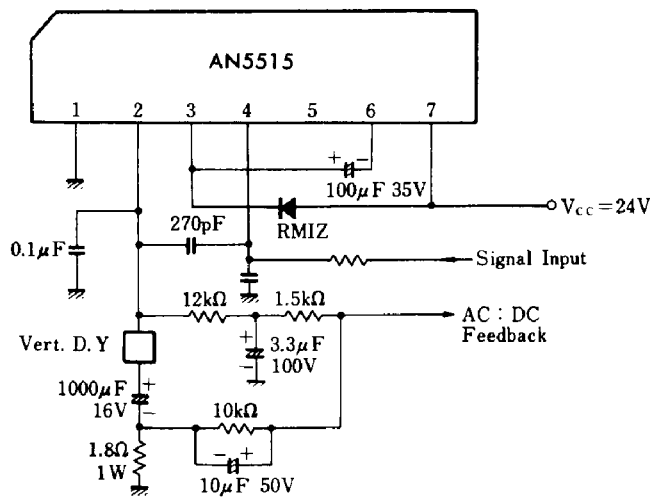 AN5515
1 2 3 4 5 6 7
+ −
100μF 35V
RMIZ
VCC = 24V
270pF
0.1μF
Signal Input
12kΩ 1.5kΩ
AC : DC
Feedback
Vert. D.Y
+
−
3.3μF
100V
1000μF
16V
+
−
10kΩ
1.8Ω
1W
− +
10μF 50V